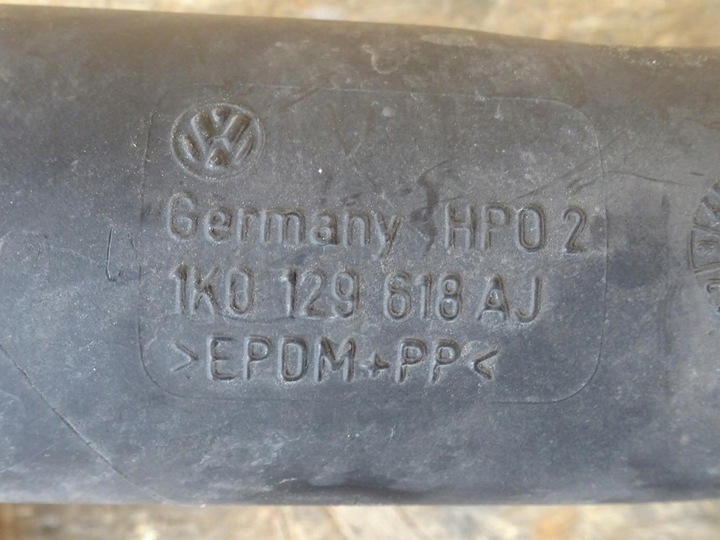 Germany HPO 2
1K0 129 618 AJ
>EPDM+PP<